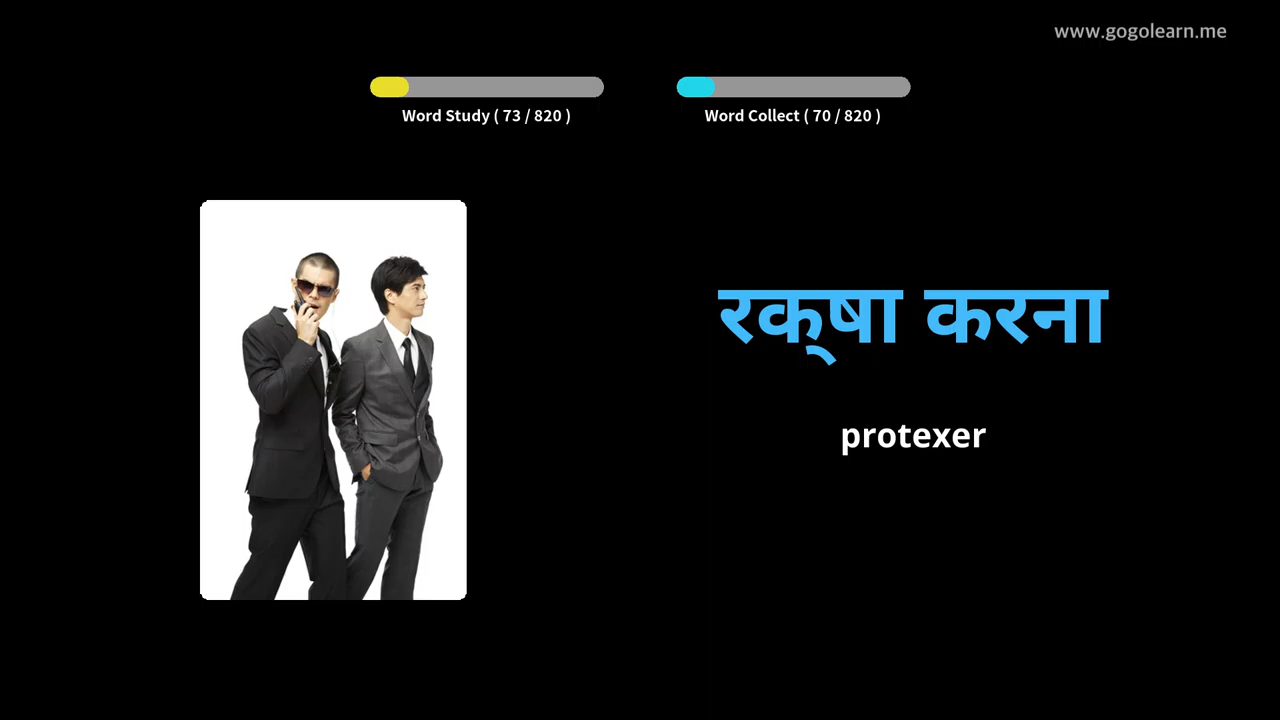 www.gogolearn.me
Word Study ( 73 / 820 )
Word Collect ( 70 / 820 )
रक्षा करना
protexer